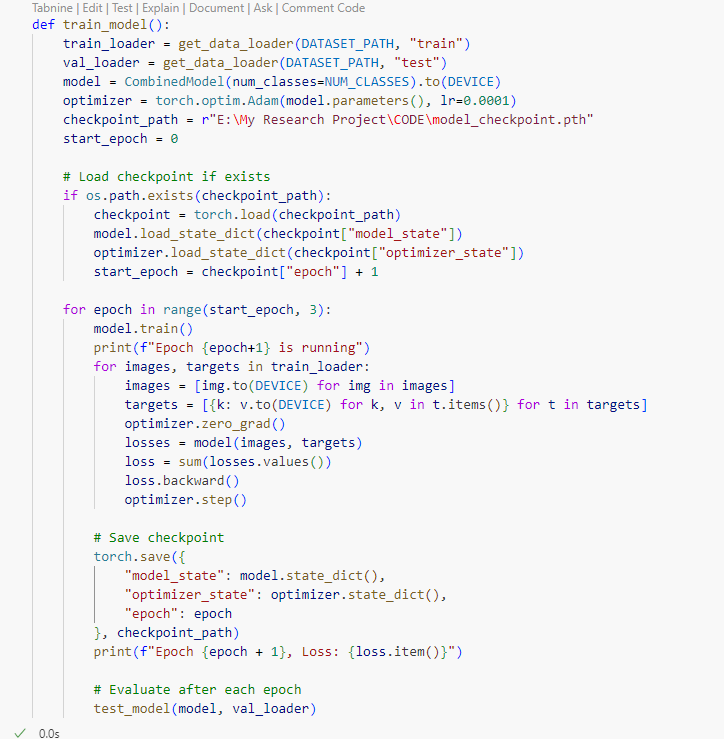 Tabnine | Edit | Test | Explain | Document | Ask | Comment Code
def train_model():
    train_loader = get_data_loader(DATASET_PATH, "train")
    val_loader = get_data_loader(DATASET_PATH, "test")
    model = CombinedModel(num_classes=NUM_CLASSES).to(DEVICE)
    optimizer = torch.optim.Adam(model.parameters(), lr=0.0001)
    checkpoint_path = r"E:\My Research Project\CODE\model_checkpoint.pth"
    start_epoch = 0

    # Load checkpoint if exists
    if os.path.exists(checkpoint_path):
        checkpoint = torch.load(checkpoint_path)
        model.load_state_dict(checkpoint["model_state"])
        optimizer.load_state_dict(checkpoint["optimizer_state"])
        start_epoch = checkpoint["epoch"] + 1

    for epoch in range(start_epoch, 3):
        model.train()
        print(f"Epoch {epoch+1} is running")
        for images, targets in train_loader:
            images = [img.to(DEVICE) for img in images]
            targets = [{k: v.to(DEVICE) for k, v in t.items()} for t in targets]
            optimizer.zero_grad()
            losses = model(images, targets)
            loss = sum(losses.values())
            loss.backward()
            optimizer.step()

        # Save checkpoint
        torch.save({
            "model_state": model.state_dict(),
            "optimizer_state": optimizer.state_dict(),
            "epoch": epoch
        }, checkpoint_path)
        print(f"Epoch {epoch + 1}, Loss: {loss.item()}")

        # Evaluate after each epoch
        test_model(model, val_loader)
0.0s